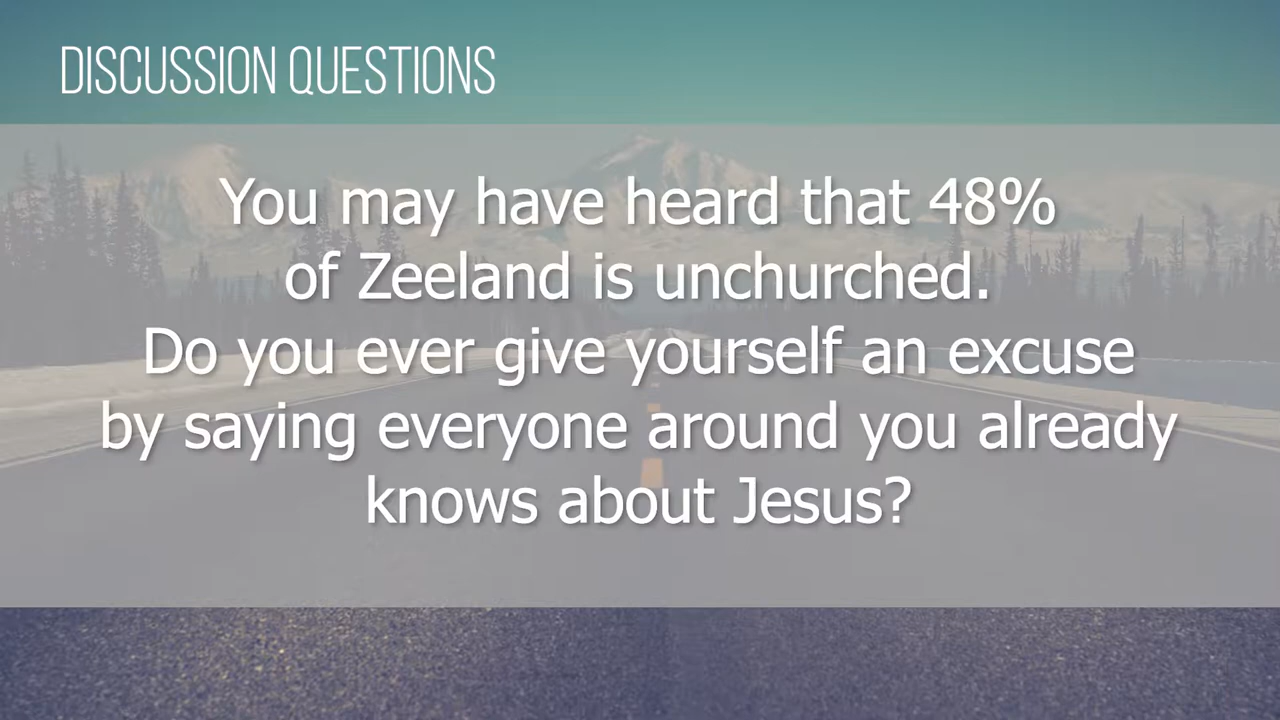 DISCUSSION QUESTIONS
You may have heard that 48%
of Zeeland is unchurched.
Do you ever give yourself an excuse
by saying everyone around you already
knows about Jesus?